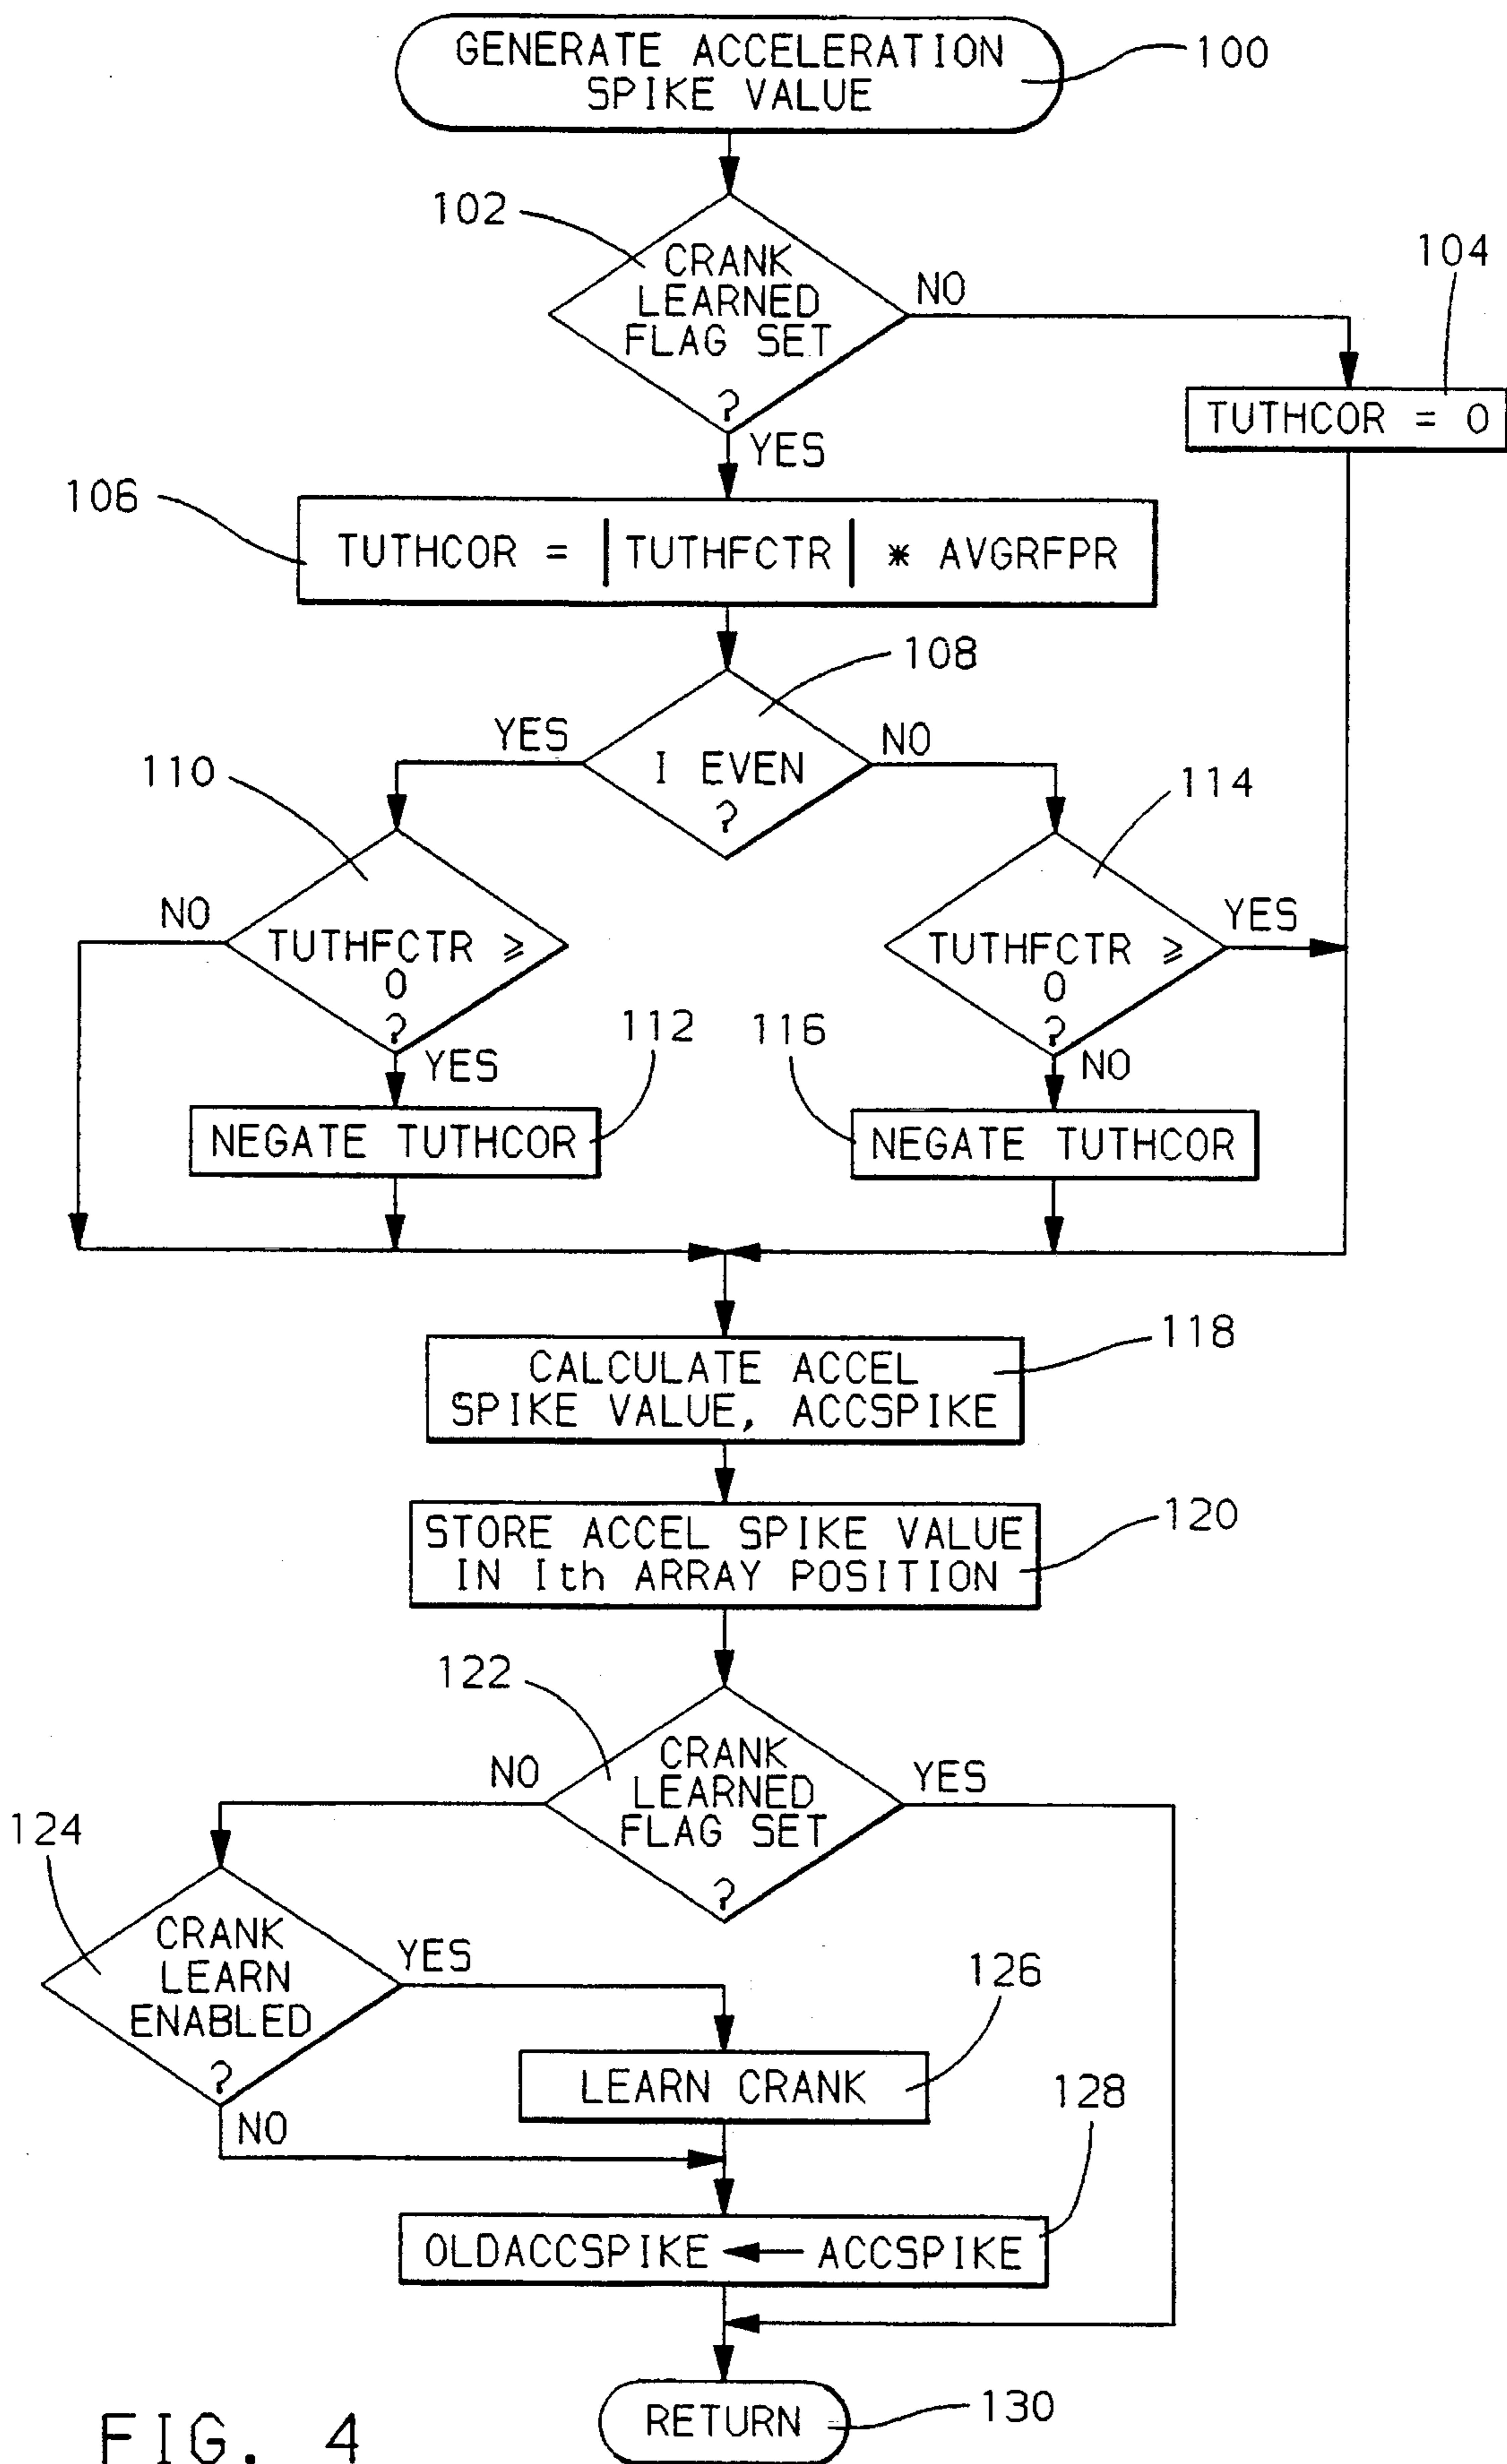 GENERATE ACCELERATION
SPIKE VALUE
100
102
CRANK
LEARNED
FLAG SET
?
NO
104
YES
TUTHCOR = 0
106
TUTHCOR = |TUTHFCTR| * AVGRFPR
108
YES
I EVEN
?
NO
110
114
NO
TUTHFCTR ≥
0
?
YES
112
TUTHFCTR ≥
0
?
YES
116
NO
NEGATE TUTHCOR
NEGATE TUTHCOR
118
CALCULATE ACCEL
SPIKE VALUE, ACCSPIKE
120
STORE ACCEL SPIKE VALUE
IN Ith ARRAY POSITION
122
CRANK
LEARNED
FLAG SET
?
NO
YES
124
CRANK
LEARN
ENABLED
?
YES
126
LEARN CRANK
NO
128
OLDACCSPIKE ← ACCSPIKE
RETURN
130
FIG. 4